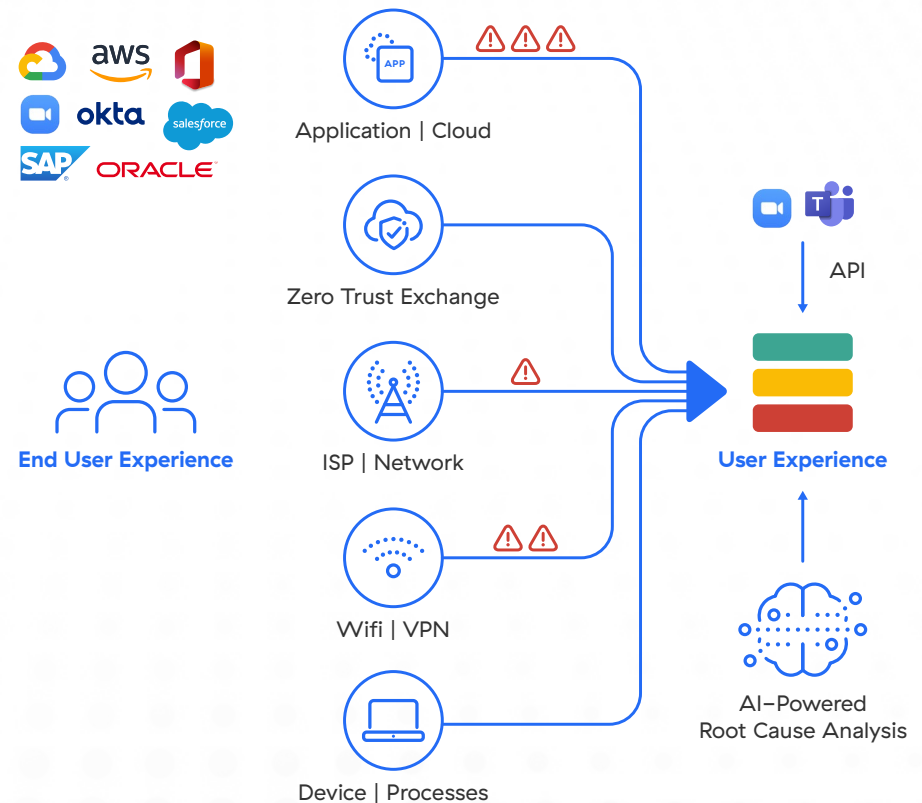 aws
okta
salesforce
SAP
ORACLE
APP
Application | Cloud
Zero Trust Exchange
End User Experience
ISP | Network
Wifi | VPN
Device | Processes
T
API
User Experience
AI-Powered
Root Cause Analysis